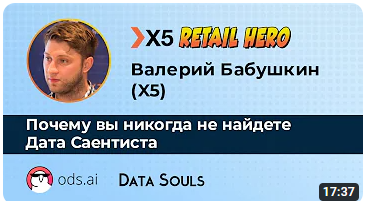 X5 RETAIL HERO
Валерий Бабушкин
(X5)
Почему вы никогда не найдете
Дата Саентиста
ods.ai DATA SOULS
17:37